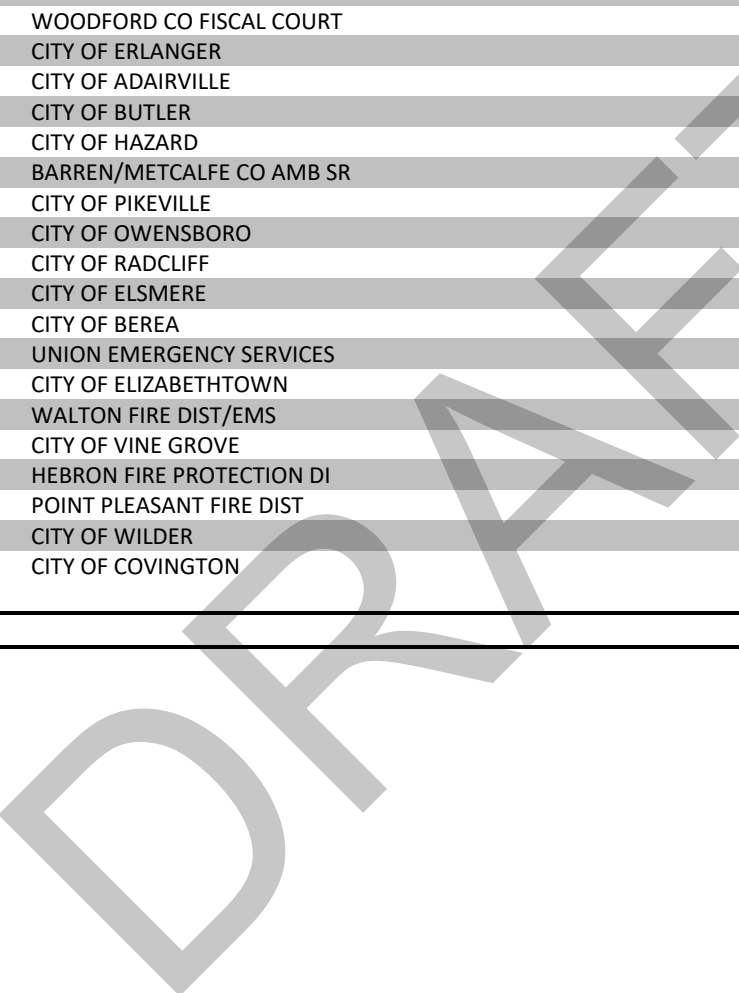 WOODFORD CO FISCAL COURT
CITY OF ERLANGER
CITY OF ADAIRVILLE
CITY OF BUTLER
CITY OF HAZARD
BARREN/METCALFE CO AMB SR
CITY OF PIKEVILLE
CITY OF OWENSBORO
CITY OF RADCLIFF
CITY OF ELSMERE
CITY OF BEREA
UNION EMERGENCY SERVICES
CITY OF ELIZABETHTOWN
WALTON FIRE DIST/EMS
CITY OF VINE GROVE
HEBRON FIRE PROTECTION DI
POINT PLEASANT FIRE DIST
CITY OF WILDER
CITY OF COVINGTON
DRAFT